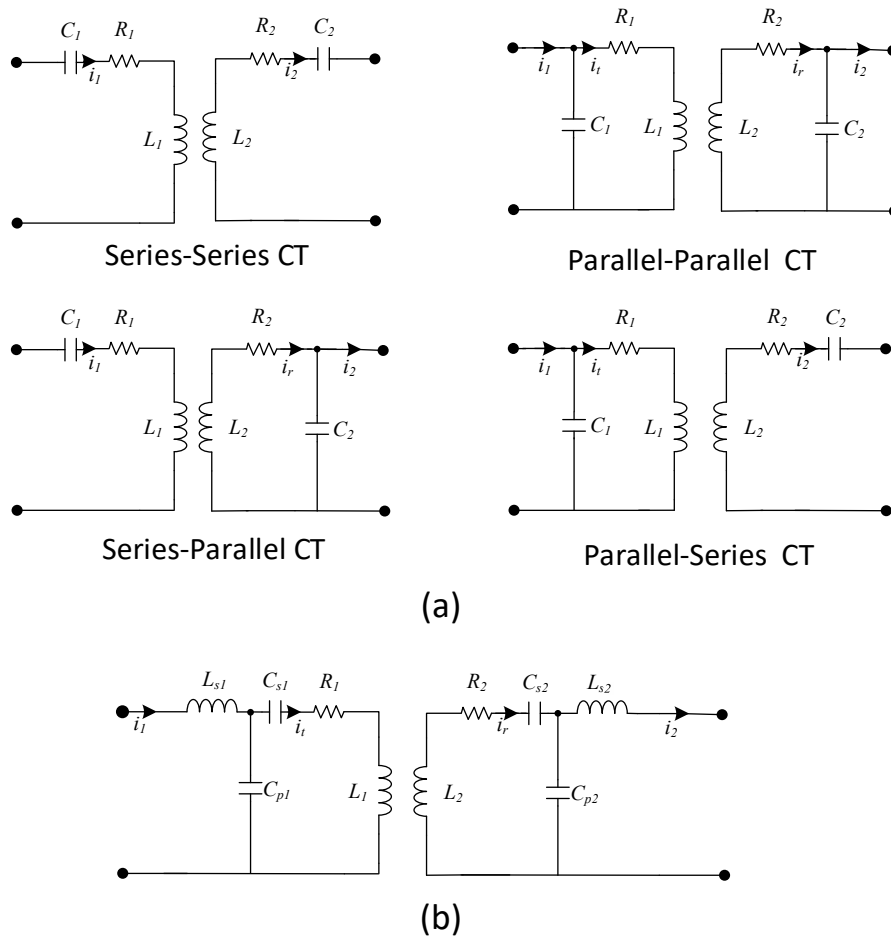 C1 R1 R2 C2
i1 i2
L1 L2
Series-Series CT
R1 R2
i1 it ir i2
C1 L1 L2 C2
Parallel-Parallel CT
C1 R1 R2
i1 ir i2
L1 L2 C2
Series-Parallel CT
R1 R2 C2
i1 it i2
C1 L1 L2
Parallel-Series CT
(a)
Ls1 Cs1 R1 R2 Cs2 Ls2
i1 it ir i2
Cp1 L1 L2 Cp2
(b)